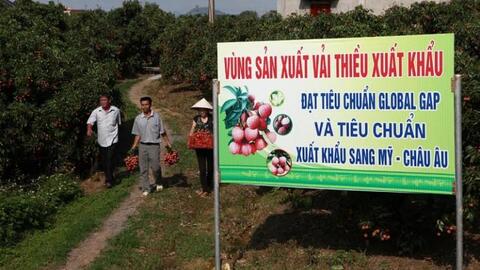 VÙNG SẢN XUẤT VẢI THIỀU XUẤT KHẨU
ĐẠT TIÊU CHUẨN GLOBAL GAP
VÀ TIÊU CHUẨN
XUẤT KHẨU SANG MỸ - CHÂU ÂU